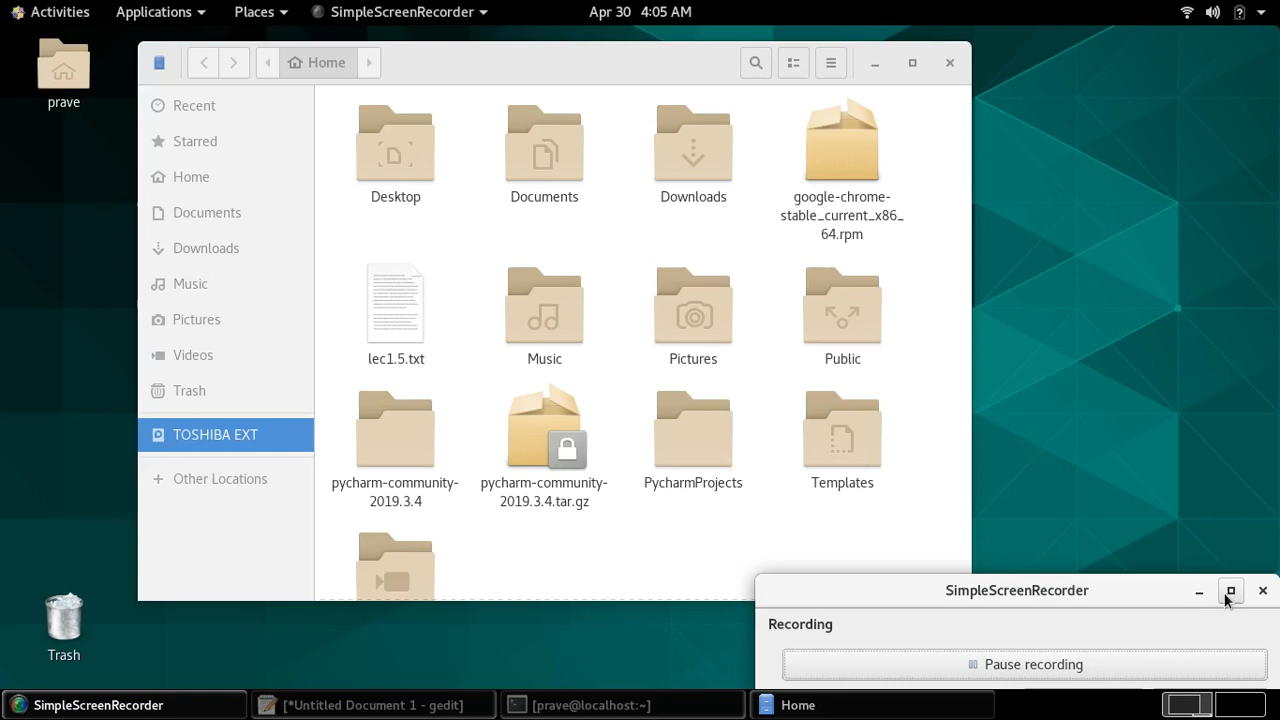 Activities
Applications
Places
SimpleScreenRecorder
Apr 30 4:05 AM
prave
Home
Recent
Starred
Home
Documents
Downloads
Music
Pictures
Videos
Trash
TOSHIBA EXT
Other Locations
Desktop
Documents
Downloads
google-chrome-
stable_current_x86_
64.rpm
lec1.5.txt
Music
Pictures
Public
pycharm-community-
2019.3.4
pycharm-community-
2019.3.4.tar.gz
PycharmProjects
Templates
SimpleScreenRecorder
Recording
Pause recording
Trash
SimpleScreenRecorder
[*Untitled Document 1 - gedit]
[prave@localhost:~]
Home